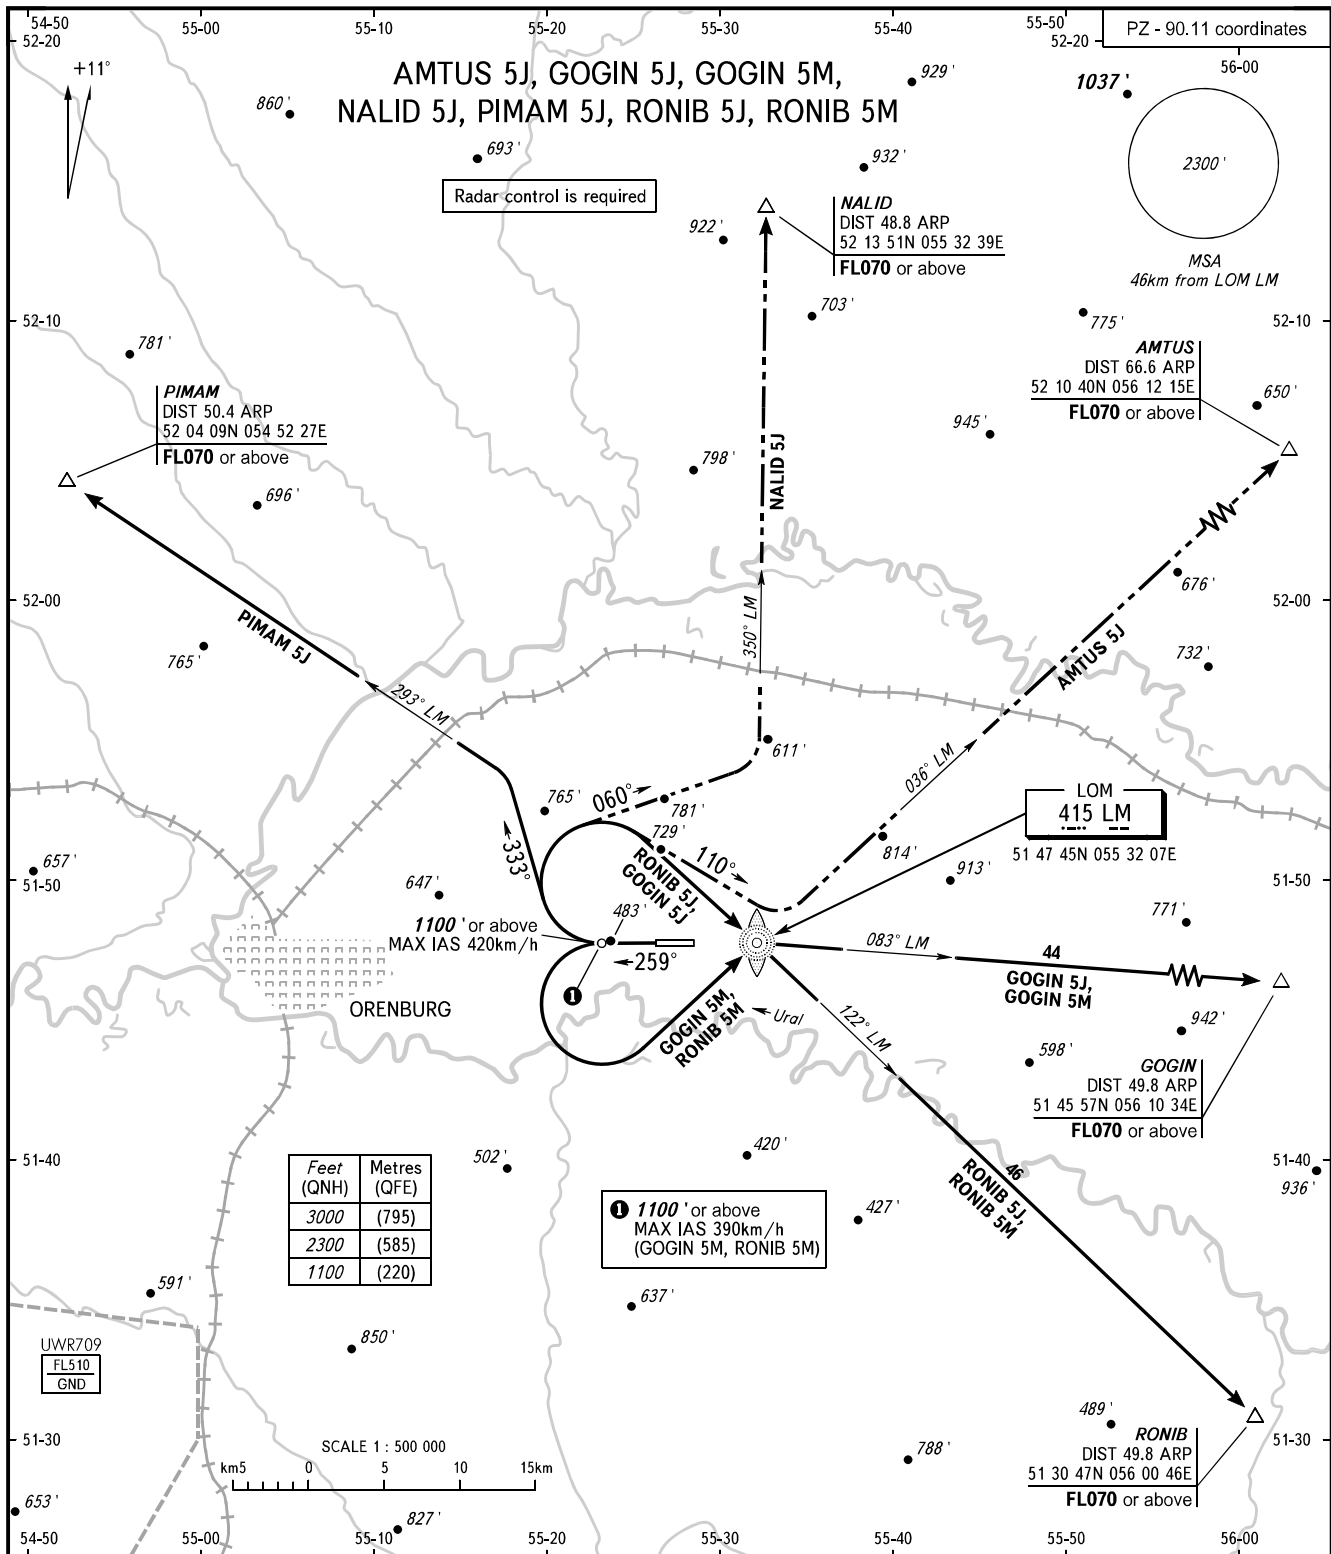 54-50
55-00
55-10
55-20
55-30
55-40
55-50
52-20
52-20
PZ - 90.11 coordinates
56-00
+11°
AMTUS 5J, GOGIN 5J, GOGIN 5M,
NALID 5J, PIMAM 5J, RONIB 5J, RONIB 5M
860 '
693 '
929 '
932 '
1037 '
2300 '
MSA
46km from LOM LM
Radar control is required
922 '
NALID
DIST 48.8 ARP
52 13 51N 055 32 39E
FL070 or above
703 '
775 '
52-10
52-10
781 '
PIMAM
DIST 50.4 ARP
52 04 09N 054 52 27E
FL070 or above
AMTUS
DIST 66.6 ARP
52 10 40N 056 12 15E
FL070 or above
650 '
945 '
798 '
696 '
NALID 5J
676 '
52-00
52-00
350° LM
PIMAM 5J
765 '
AMTUS 5J
732 '
293° LM
611 '
036° LM
765 '
060°
781 '
729 '
LOM
415 LM
51 47 45N 055 32 07E
333°
110°
814 '
913 '
657 '
51-50
51-50
647 '
RONIB 5J,
GOGIN 5J
771 '
1100 ' or above
MAX IAS 420km/h
483 '
259°
083° LM
44
GOGIN 5J,
GOGIN 5M
1
ORENBURG
GOGIN 5M,
RONIB 5M
Ural
122° LM
942 '
598 '
GOGIN
DIST 49.8 ARP
51 45 57N 056 10 34E
FL070 or above
51-40
51-40
502 '
420 '
46
RONIB 5J,
RONIB 5M
936 '
Feet (QNH) Metres (QFE)
3000 (795)
2300 (585)
1100 (220)
1 1100 ' or above
MAX IAS 390km/h
(GOGIN 5M, RONIB 5M)
427 '
591 '
637 '
850 '
UWR709
FL510
GND
489 '
788 '
RONIB
DIST 49.8 ARP
51 30 47N 056 00 46E
FL070 or above
51-30
51-30
SCALE 1 : 500 000
km5 0 5 10 15km
653 '
827 '
54-50
55-00
55-10
55-20
55-30
55-40
55-50
56-00